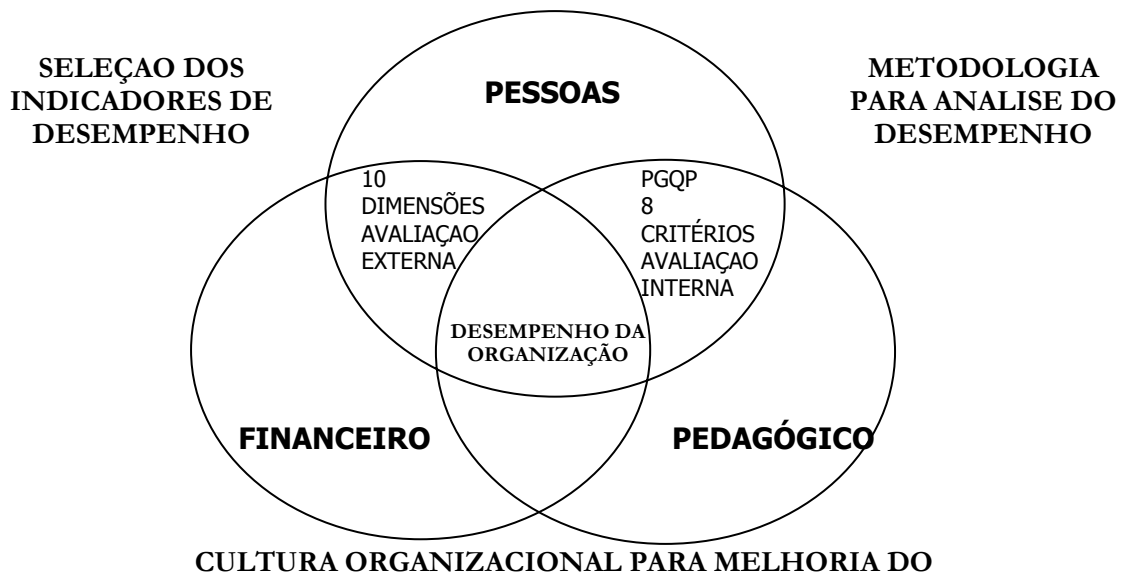 SELEÇAO DOS
INDICADORES DE
DESEMPENHO
PESSOAS
METODOLOGIA
PARA ANALISE DO
DESEMPENHO
10
DIMENSÕES
AVALIAÇAO
EXTERNA
PGQP
8
CRITÉRIOS
AVALIAÇAO
INTERNA
DESEMPENHO DA
ORGANIZAÇÃO
FINANCEIRO
PEDAGÓGICO
CULTURA ORGANIZACIONAL PARA MELHORIA DO